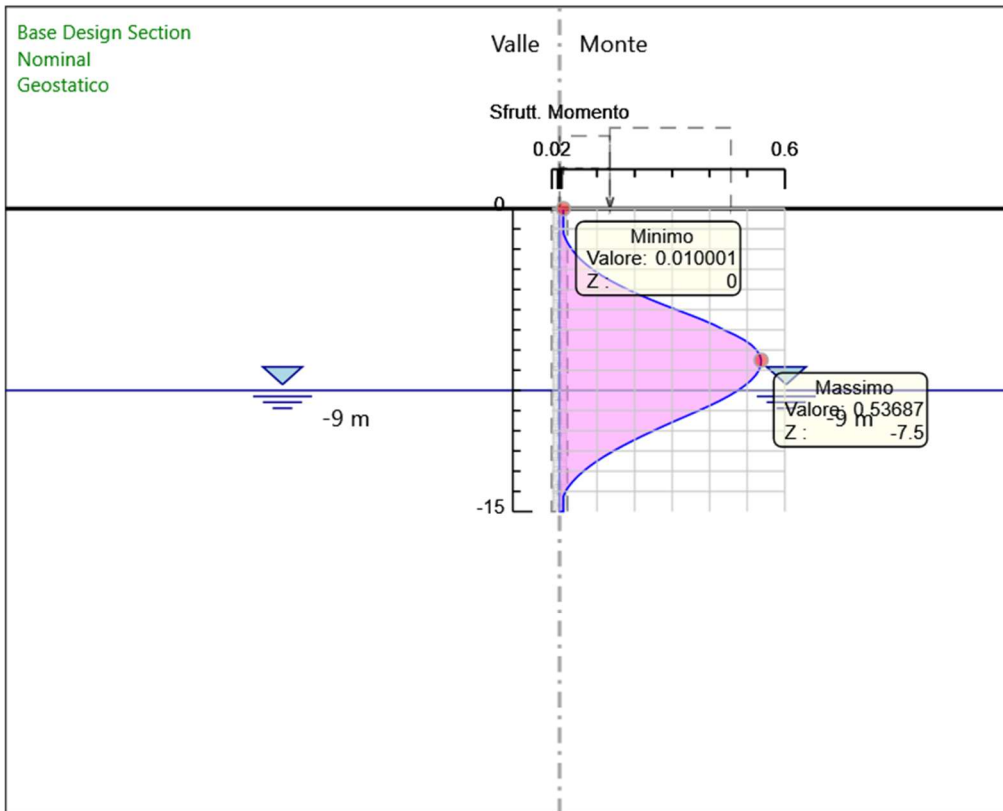 Base Design Section
Nominal
Geostatico
Valle
Monte
Sfrutt. Momento
0.02
0.6
0
Minimo
Valore: 0.010001
Z : 0
Massimo
Valore: 0.53687
Z : -7.5
-9 m
-9 m
-15